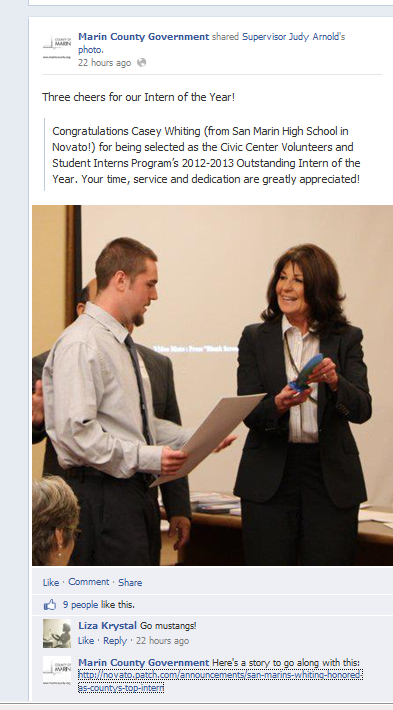 Marin County Government shared Supervisor Judy Arnold's
photo.
22 hours ago
Three cheers for our Intern of the Year!
Congratulations Casey Whiting (from San Marin High School in
Novato!) for being selected as the Civic Center Volunteers and
Student Interns Program's 2012-2013 Outstanding Intern of the
Year. Your time, service and dedication are greatly appreciated!
Like · Comment · Share
9 people like this.
Liza Krystal Go mustangs!
Like · Reply · 22 hours ago
Marin County Government Here's a story to go along with this:
http://novato.patch.com/announcements/san-marins-whiting-honored-
as-countys-top-intern